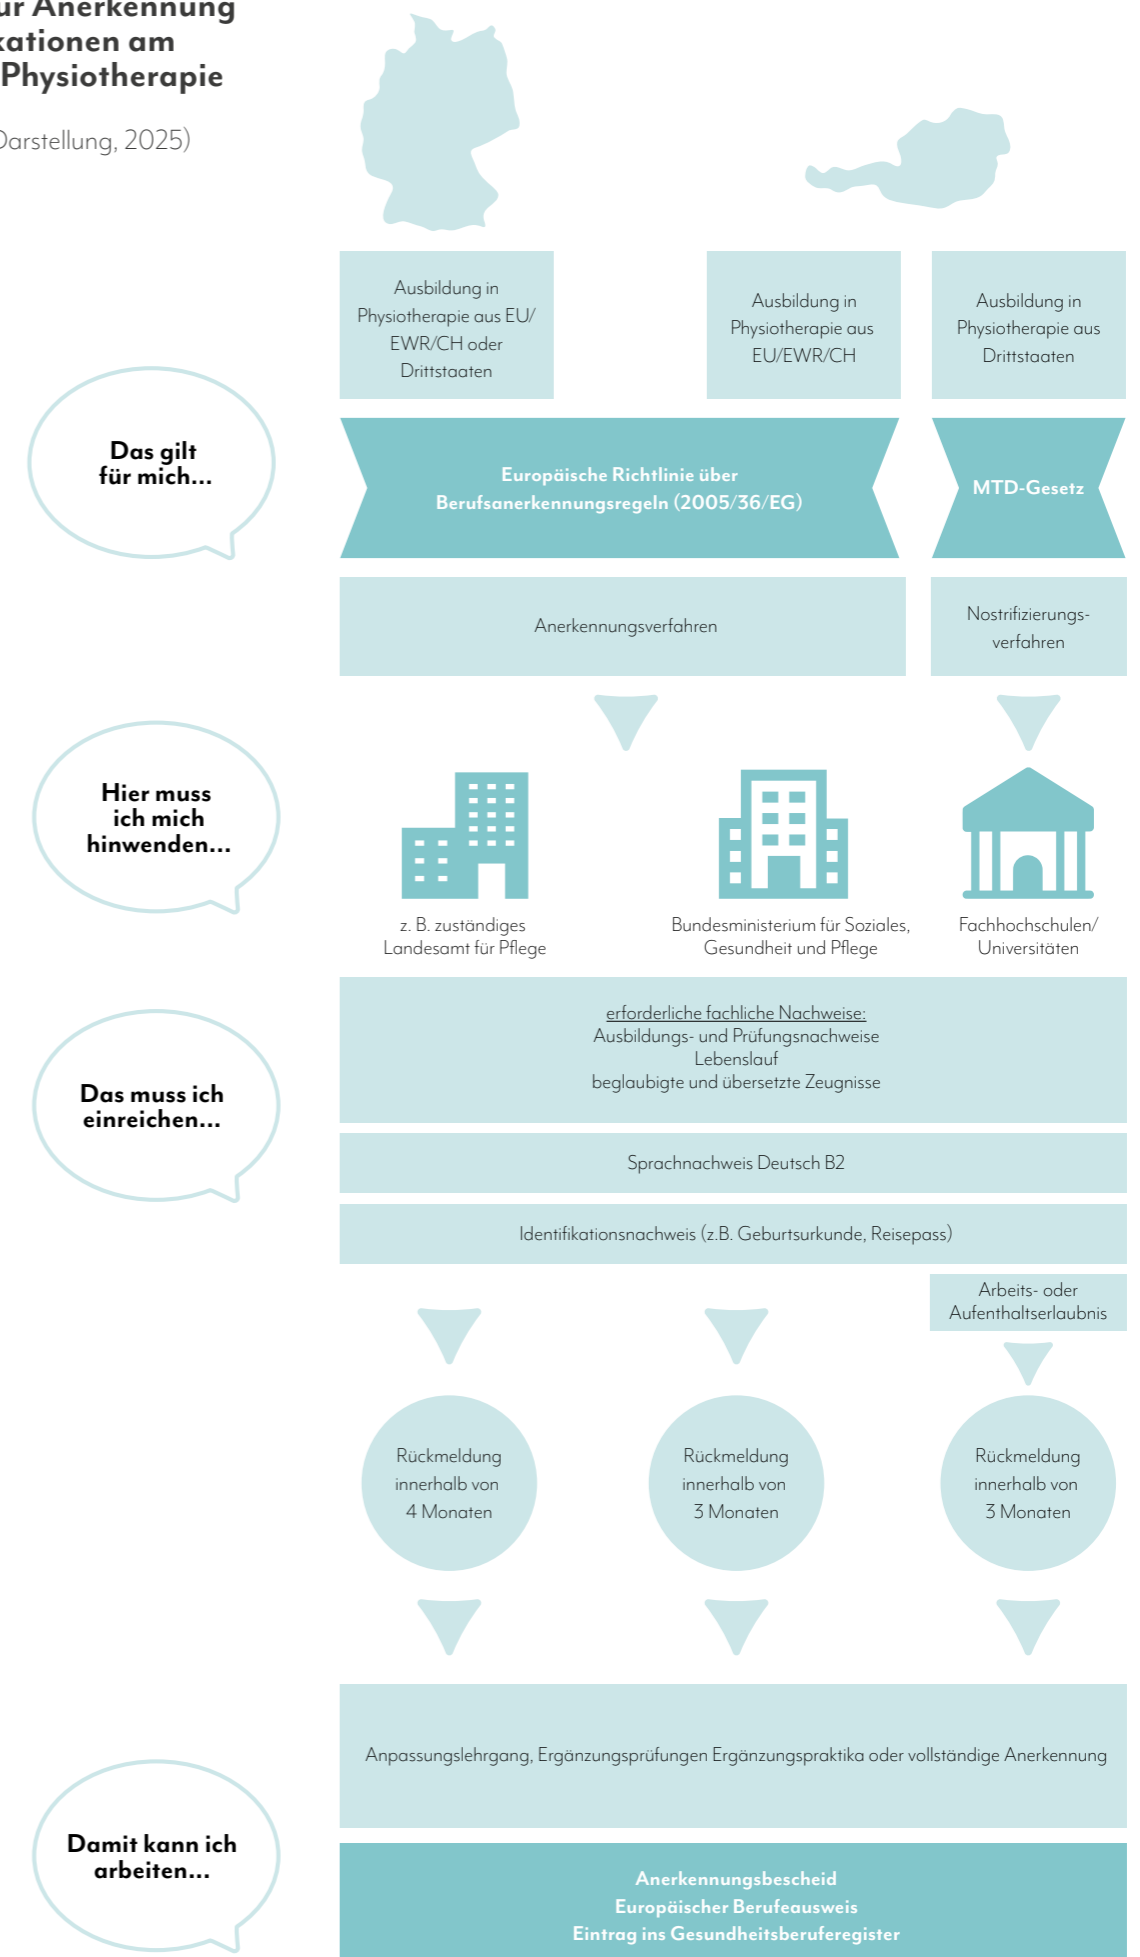 ur Anerkennung
kationen am
Physiotherapie
Darstellung, 2025)
Ausbildung in
Physiotherapie aus EU/
EWR/CH oder
Drittstaaten
Ausbildung in
Physiotherapie aus
EU/EWR/CH
Ausbildung in
Physiotherapie aus
Drittstaaten
Das gilt
für mich...
Europäische Richtlinie über
Berufsanerkennungsregeln (2005/36/EG)
MTD-Gesetz
Anerkennungsverfahren
Nostrifizierungs-
verfahren
Hier muss
ich mich
hinwenden...
z. B. zuständiges
Landesamt für Pflege
Bundesministerium für Soziales,
Gesundheit und Pflege
Fachhochschulen/
Universitäten
Das muss ich
einreichen...
erforderliche fachliche Nachweise:
Ausbildungs- und Prüfungsnachweise
Lebenslauf
beglaubigte und übersetzte Zeugnisse
Sprachnachweis Deutsch B2
Identifikationsnachweis (z.B. Geburtsurkunde, Reisepass)
Arbeits- oder
Aufenthaltserlaubnis
Rückmeldung
innerhalb von
4 Monaten
Rückmeldung
innerhalb von
3 Monaten
Rückmeldung
innerhalb von
3 Monaten
Anpassungslehrgang, Ergänzungsprüfungen Ergänzungspraktika oder vollständige Anerkennung
Damit kann ich
arbeiten...
Anerkennungsbescheid
Europäischer Berufeausweis
Eintrag ins Gesundheitsberuferegister